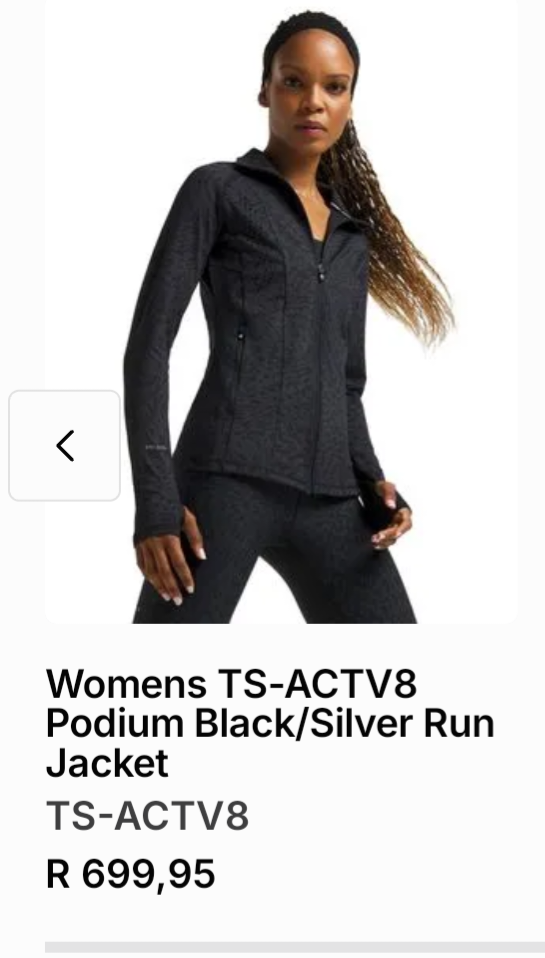 Womens TS-ACTV8
Podium Black/Silver Run
Jacket
TS-ACTV8
R 699,95